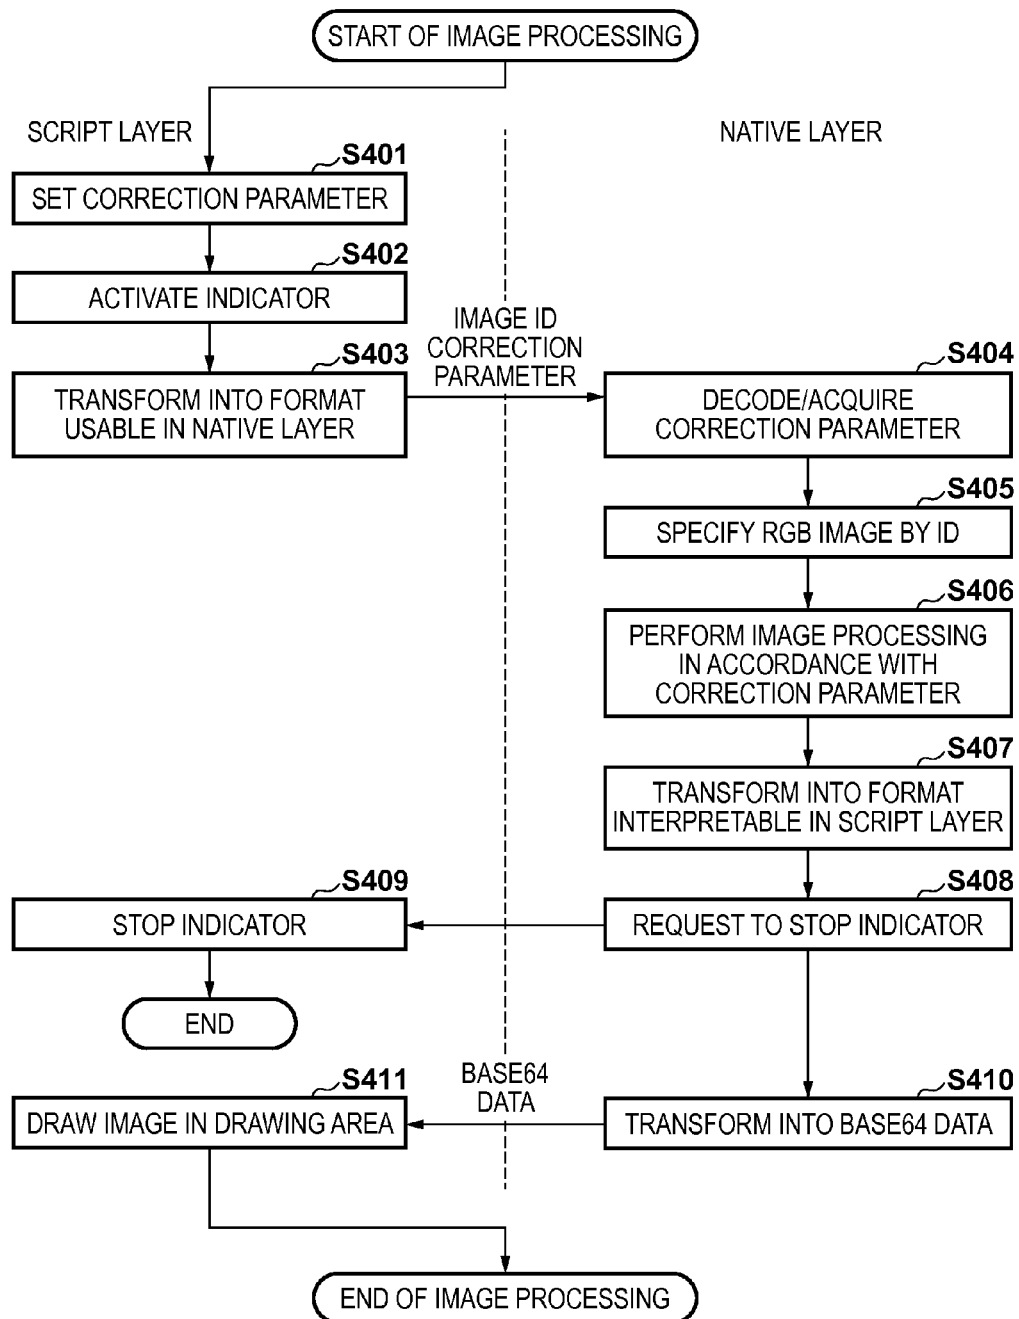 START OF IMAGE PROCESSING
SCRIPT LAYER
NATIVE LAYER
S401
SET CORRECTION PARAMETER
S402
ACTIVATE INDICATOR
S403
TRANSFORM INTO FORMAT
USABLE IN NATIVE LAYER
IMAGE ID
CORRECTION
PARAMETER
S404
DECODE/ACQUIRE
CORRECTION PARAMETER
S405
SPECIFY RGB IMAGE BY ID
S406
PERFORM IMAGE PROCESSING
IN ACCORDANCE WITH
CORRECTION PARAMETER
S407
TRANSFORM INTO FORMAT
INTERPRETABLE IN SCRIPT LAYER
S408
REQUEST TO STOP INDICATOR
S409
STOP INDICATOR
END
S410
TRANSFORM INTO BASE64 DATA
BASE64
DATA
S411
DRAW IMAGE IN DRAWING AREA
END OF IMAGE PROCESSING